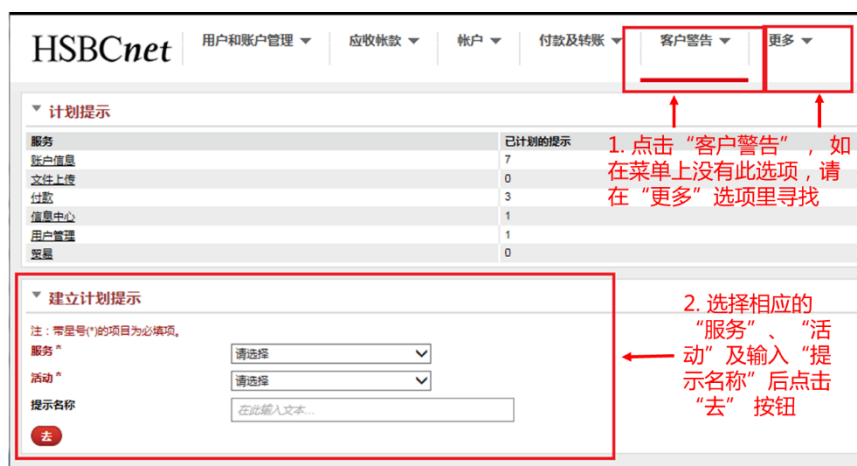 HSBCnet 用户和账户管理 应收帐款 帐户 付款及转账 客户警告 更多
计划提示
服务 已计划的提示
账户信息 7
文件上传 0
付款 3
信息中心 1
用户管理 1
贸易 0
1. 点击“客户警告”，如
在菜单上没有此选项，请
在“更多”选项里寻找
建立计划提示
注：带星号(*)的项目为必填项。
服务 * 请选择
活动 * 请选择
提示名称 在此输入文本...
去
2. 选择相应的
“服务”、“活
动”及输入“提
示名称”后点击
“去” 按钮